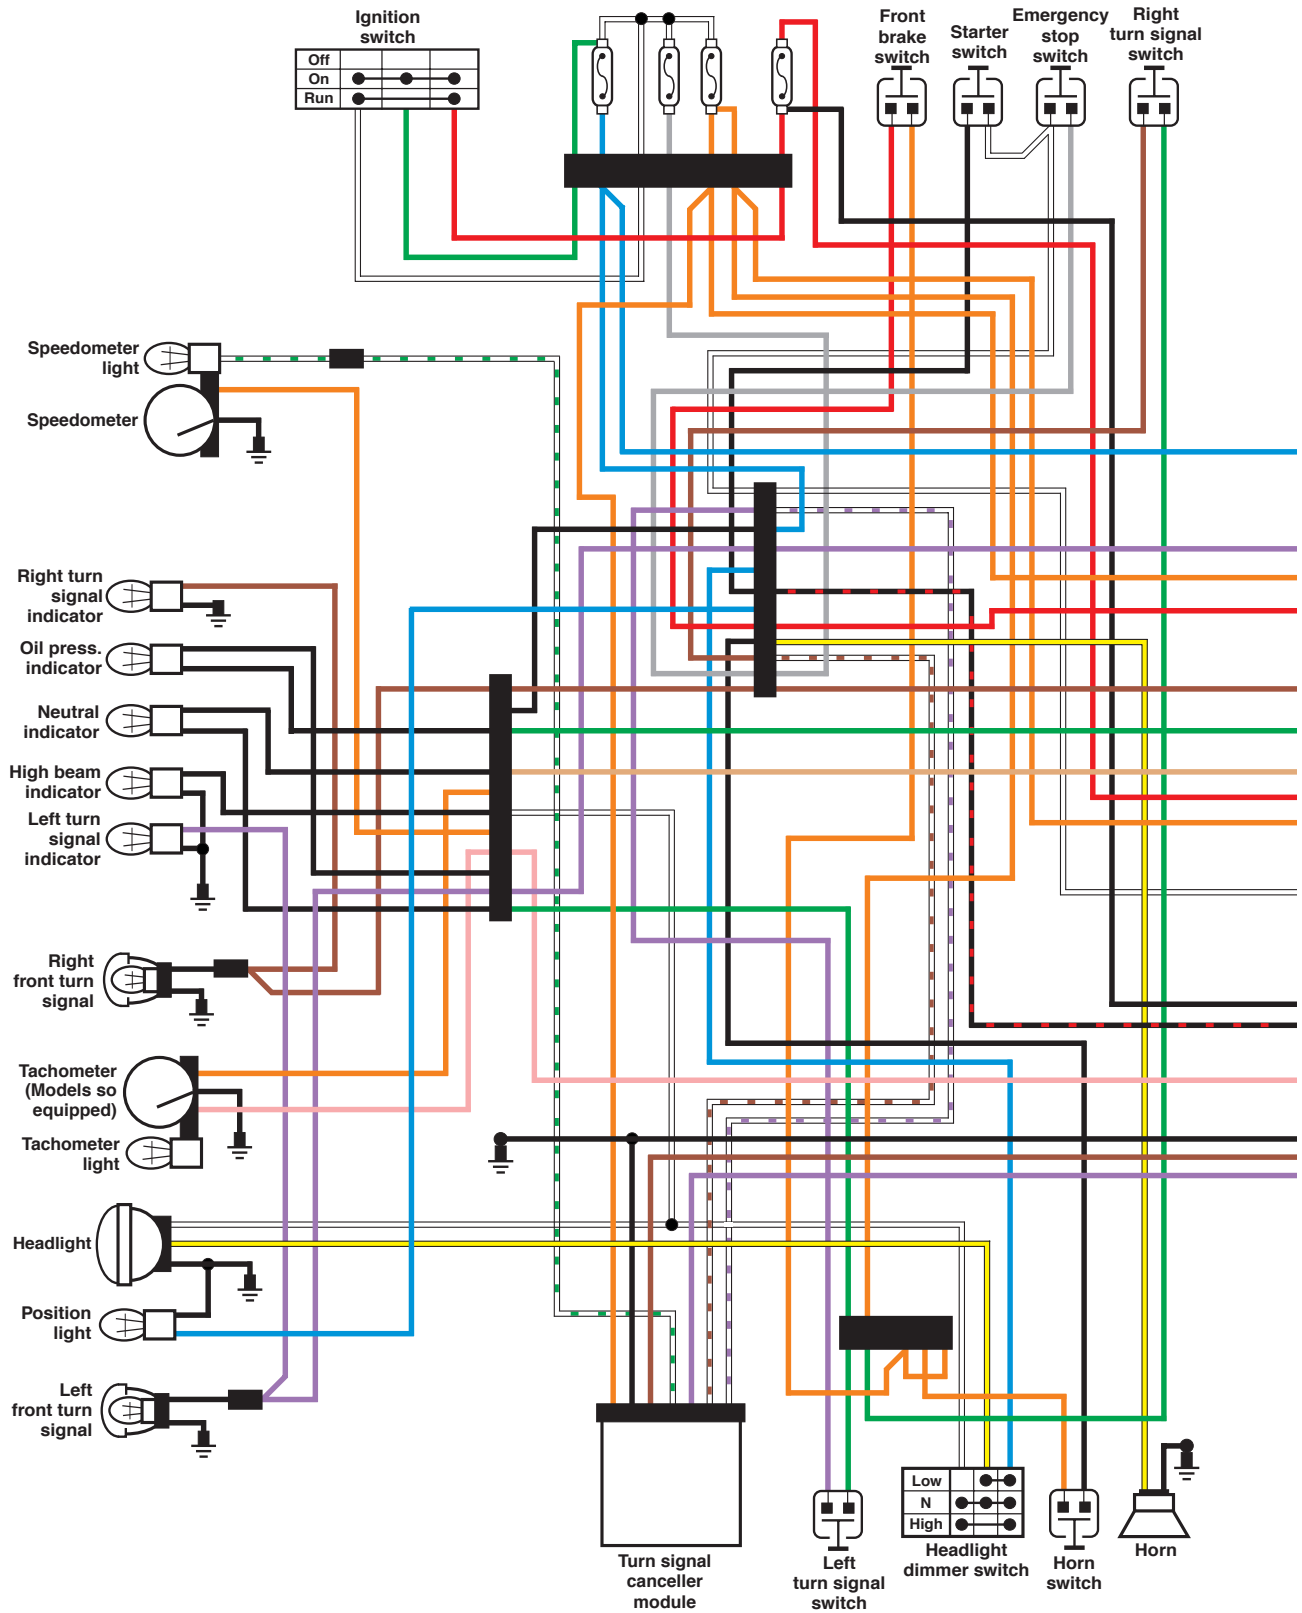 Ignition
switch
Off
On
Run
Front
brake
switch
Starter
switch
Emergency
stop
switch
Right
turn signal
switch
Speedometer
light
Speedometer
Right turn
signal
indicator
Oil press.
indicator
Neutral
indicator
High beam
indicator
Left turn
signal
indicator
Right
front turn
signal
Tachometer
(Models so
equipped)
Tachometer
light
Headlight
Position
light
Left
front turn
signal
Turn signal
canceller
module
Left
turn signal
switch
Low
N
High
Headlight
dimmer switch
Horn
switch
Horn